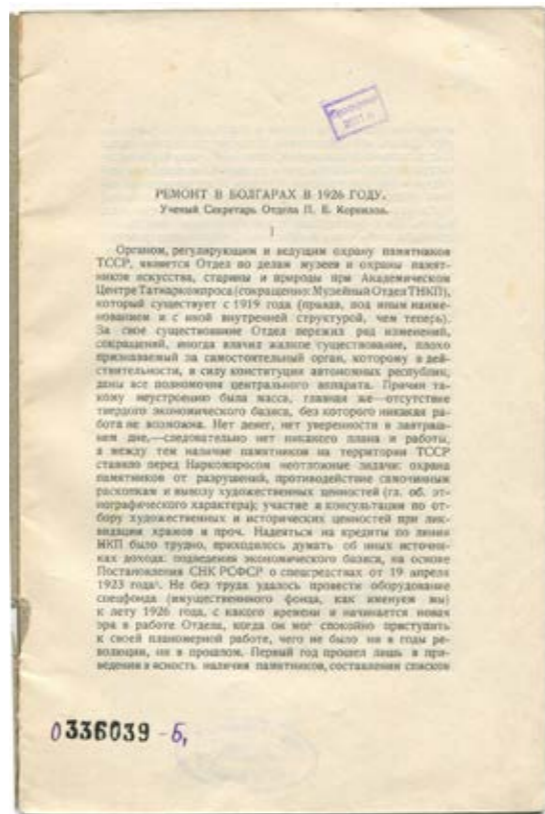 Проверено
РЕМОНТ В БОЛГАРАХ В 1926 ГОДУ.
Ученый Секретарь Отдела П. Е. Корнилов.
I
Органом, регулирующим и ведущим охрану памятников
ТССР, является Отдел по делам музеев и охраны памят-
ников искусства, старины и природы при Академическом
Центре Татнаркомпроса (сокращенно: Музейный Отдел ТНКП),
который существует с 1919 года (правда, под иным наиме-
нованием и с иной внутренней структурой, чем теперь).
За свое существование Отдел пережил ряд изменений,
сокращений, иногда влачил жалкое существование, плохо
признаваемый за самостоятельный орган, которому в дей-
ствительности, в силу конституции автономных республик,
даны все полномочия центрального аппарата. Причин та-
кому неустроению была масса, главная же—отсутствие
твердого экономического базиса, без которого никакая ра-
бота не возможна. Нет денег, нет уверенности в завтраш-
нем дне,—следовательно нет никакого плана и работы,
а между тем наличие памятников на территории ТССР
ставило перед Наркомпросом неотложные задачи: охрана
памятников от разрушений, противодействие самочинным
раскопкам и вывозу художественных ценностей (гл. об. эт-
нографического характера); участие и консультации по от-
бору художественных и исторических ценностей при лик-
видации храмов и проч. Надеяться на кредиты по линии
НКП было трудно, приходилось думать об иных источни-
ках дохода: подведении экономического базиса, на основе
Постановления СНК РСФСР о спецсредствах от 19 апреля
1923 года¹. Не без труда удалось провести оборудование
спецфонда (имущественного фонда, как именуем мы)
к лету 1926 года, с какого времени и начинается новая
эра в работе Отдела, когда он мог спокойно приступить
к своей планомерной работе, чего не было ни в годы ре-
волюции, ни в прошлом. Первый год прошел лишь в при-
ведении в ясность наличия памятников, составлении списков
0336039-Б,